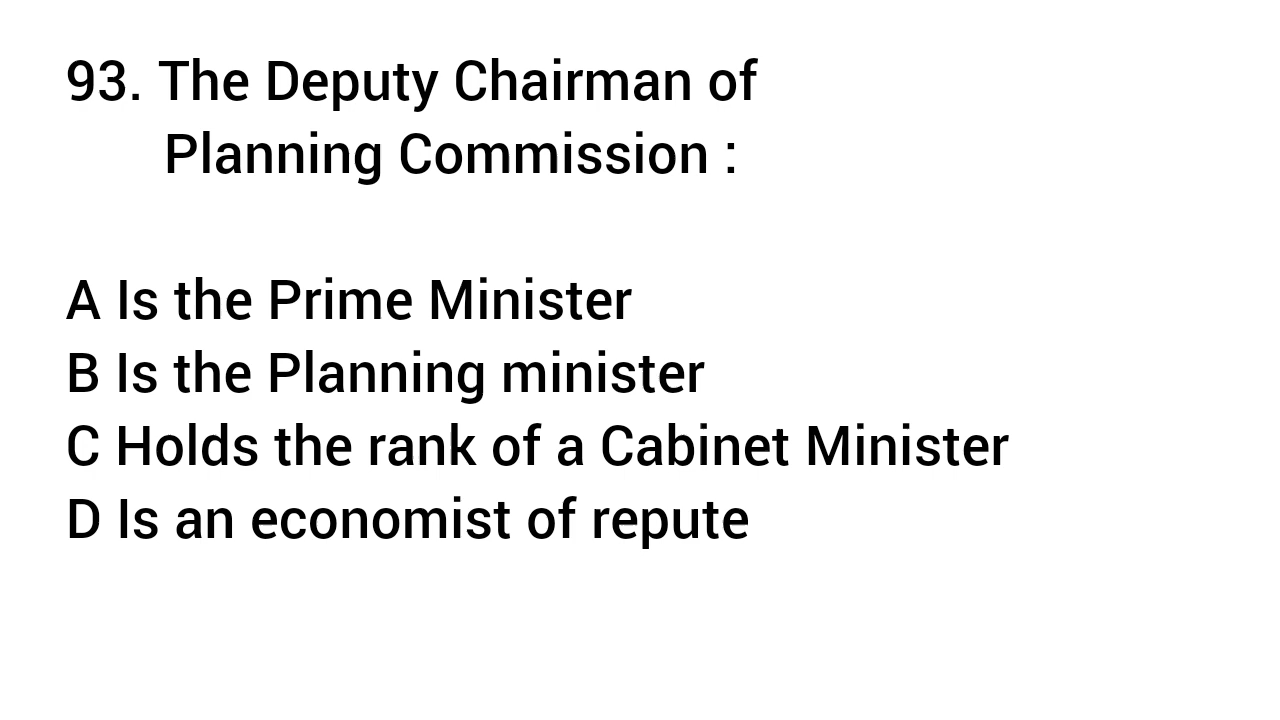 93. The Deputy Chairman of
Planning Commission :
A Is the Prime Minister
B Is the Planning minister
C Holds the rank of a Cabinet Minister
D Is an economist of repute